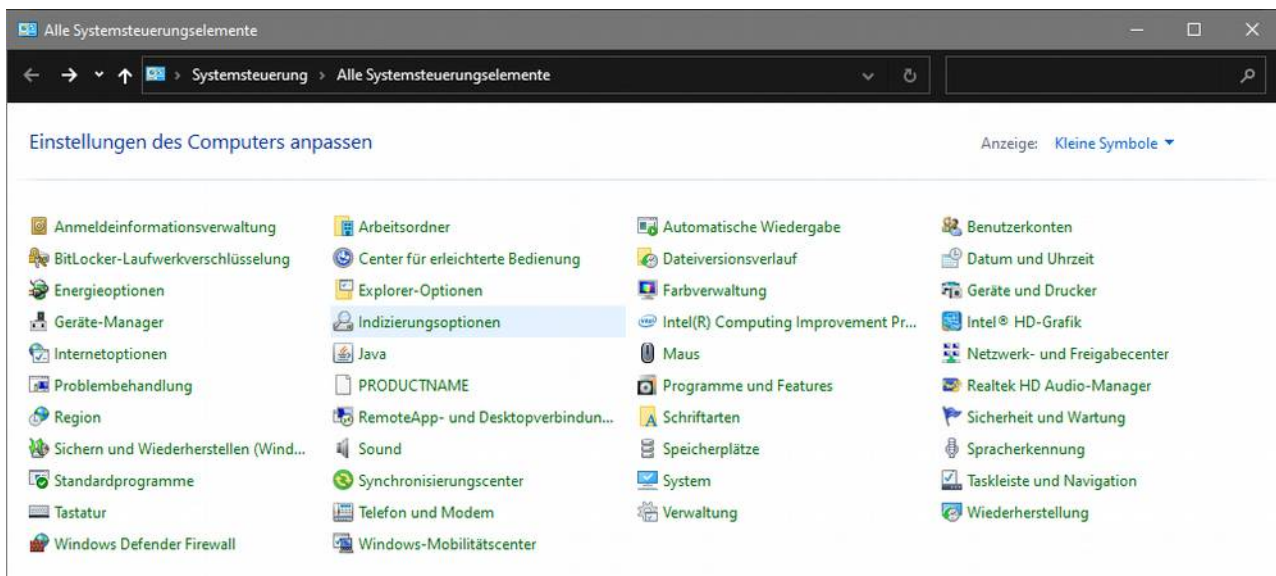 Alle Systemsteuerungselemente
Systemsteuerung › Alle Systemsteuerungselemente
Einstellungen des Computers anpassen
Anzeige: Kleine Symbole
Anmeldeinformationsverwaltung Arbeitsordner Automatische Wiedergabe Benutzerkonten
BitLocker-Laufwerkverschlüsselung Center für erleichterte Bedienung Dateiversionsverlauf Datum und Uhrzeit
Energieoptionen Explorer-Optionen Farbverwaltung Geräte und Drucker
Geräte-Manager Indizierungsoptionen Intel(R) Computing Improvement Pr... Intel® HD-Grafik
Internetoptionen Java Maus Netzwerk- und Freigabecenter
Problembehandlung PRODUCTNAME Programme und Features Realtek HD Audio-Manager
Region RemoteApp- und Desktopverbindun... Schriftarten Sicherheit und Wartung
Sichern und Wiederherstellen (Wind... Sound Speicherplätze Spracherkennung
Standardprogramme Synchronisierungscenter System Taskleiste und Navigation
Tastatur Telefon und Modem Verwaltung Wiederherstellung
Windows Defender Firewall Windows-Mobilitätscenter